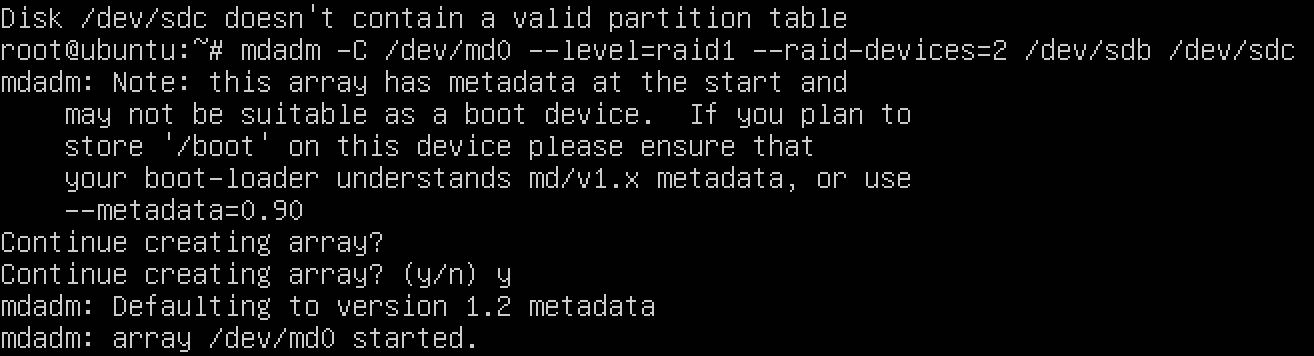 Disk /dev/sdc doesn't contain a valid partition table
root@ubuntu:~# mdadm -C /dev/md0 --level=raid1 --raid-devices=2 /dev/sdb /dev/sdc
mdadm: Note: this array has metadata at the start and
    may not be suitable as a boot device.  If you plan to
    store '/boot' on this device please ensure that
    your boot-loader understands md/v1.x metadata, or use
    --metadata=0.90
Continue creating array?
Continue creating array? (y/n) y
mdadm: Defaulting to version 1.2 metadata
mdadm: array /dev/md0 started.